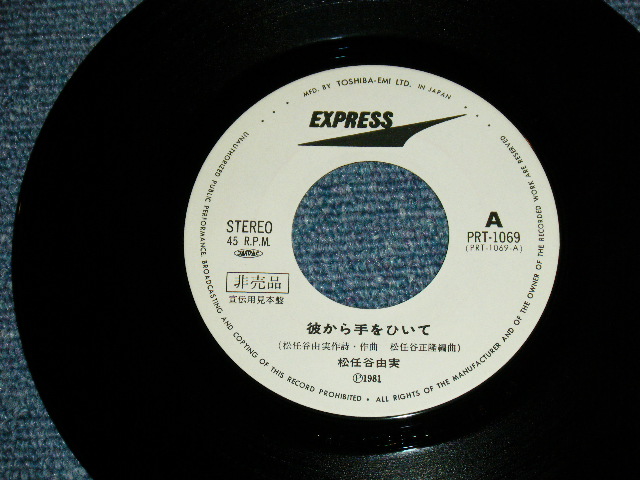 MFD. BY TOSHIBA-EMI LTD. IN JAPAN
EXPRESS
STEREO
45 R.P.M.
A
PRT-1069
(PRT-1069-A)
非売品
宣伝用見本盤
彼から手をひいて
(松任谷由実作詩・作曲 松任谷正隆編曲)
松任谷由実
Ⓟ1981
UNAUTHORIZED PUBLIC PERFORMANCE, BROADCASTING AND COPYING OF THIS RECORD PROHIBITED • ALL RIGHTS OF THE MANUFACTURER AND OF THE OWNER OF THE RECORDED WORK ARE RESERVED